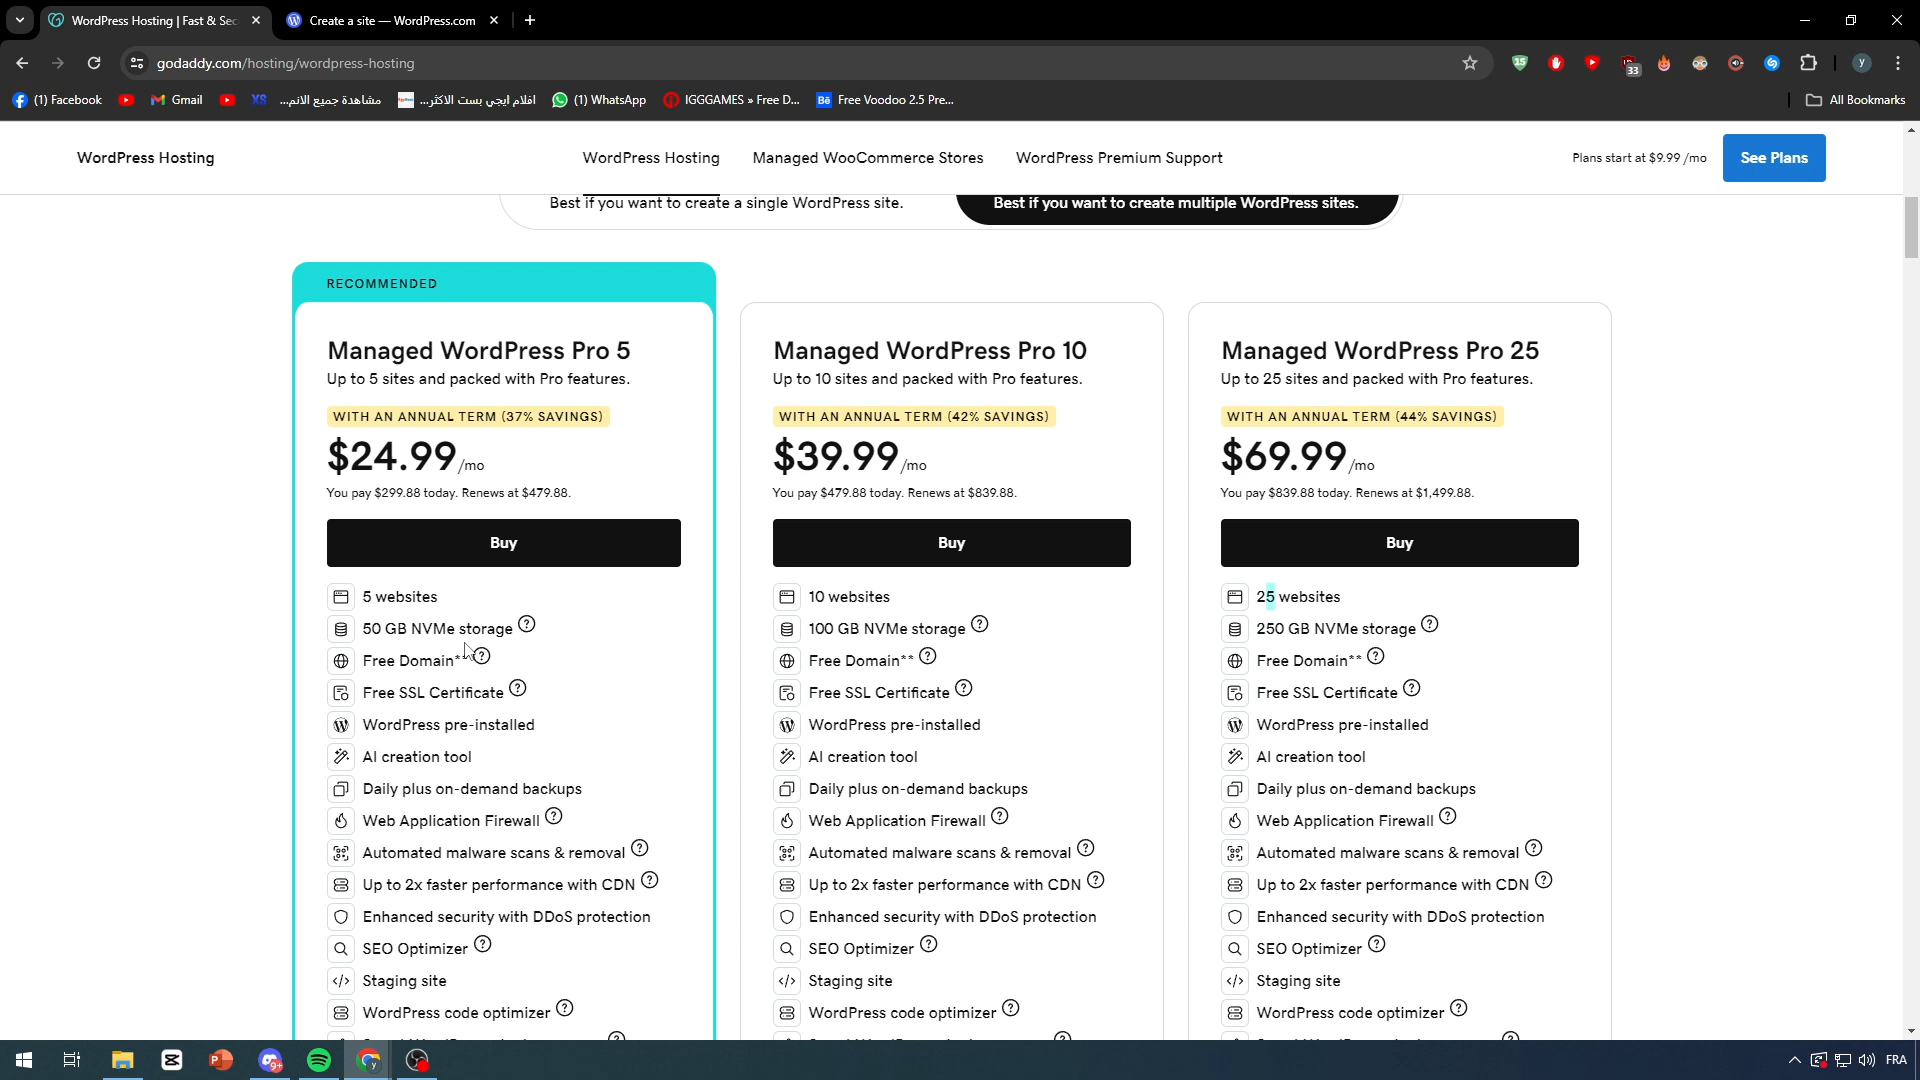 WordPress Hosting | Fast & Sec
Create a site — WordPress.com
godaddy.com/hosting/wordpress-hosting
15
33
y
(1) Facebook
Gmail
XS
مشاهدة جميع الانم...
افلام ايجي بست الاكثر...
(1) WhatsApp
IGGGAMES » Free D...
Bē
Free Voodoo 2.5 Pre...
All Bookmarks
WordPress Hosting
WordPress Hosting
Managed WooCommerce Stores
WordPress Premium Support
Plans start at $9.99 /mo
See Plans
Best if you want to create a single WordPress site.
Best if you want to create multiple WordPress sites.
RECOMMENDED
Managed WordPress Pro 5
Up to 5 sites and packed with Pro features.
WITH AN ANNUAL TERM (37% SAVINGS)
$24.99/mo
You pay $299.88 today. Renews at $479.88.
Buy
5 websites
50 GB NVMe storage
Free Domain**
Free SSL Certificate
WordPress pre-installed
AI creation tool
Daily plus on-demand backups
Web Application Firewall
Automated malware scans & removal
Up to 2x faster performance with CDN
Enhanced security with DDoS protection
SEO Optimizer
Staging site
WordPress code optimizer
Managed WordPress Pro 10
Up to 10 sites and packed with Pro features.
WITH AN ANNUAL TERM (42% SAVINGS)
$39.99/mo
You pay $479.88 today. Renews at $839.88.
Buy
10 websites
100 GB NVMe storage
Free Domain**
Free SSL Certificate
WordPress pre-installed
AI creation tool
Daily plus on-demand backups
Web Application Firewall
Automated malware scans & removal
Up to 2x faster performance with CDN
Enhanced security with DDoS protection
SEO Optimizer
Staging site
WordPress code optimizer
Managed WordPress Pro 25
Up to 25 sites and packed with Pro features.
WITH AN ANNUAL TERM (44% SAVINGS)
$69.99/mo
You pay $839.88 today. Renews at $1,499.88.
Buy
25 websites
250 GB NVMe storage
Free Domain**
Free SSL Certificate
WordPress pre-installed
AI creation tool
Daily plus on-demand backups
Web Application Firewall
Automated malware scans & removal
Up to 2x faster performance with CDN
Enhanced security with DDoS protection
SEO Optimizer
Staging site
WordPress code optimizer
FRA